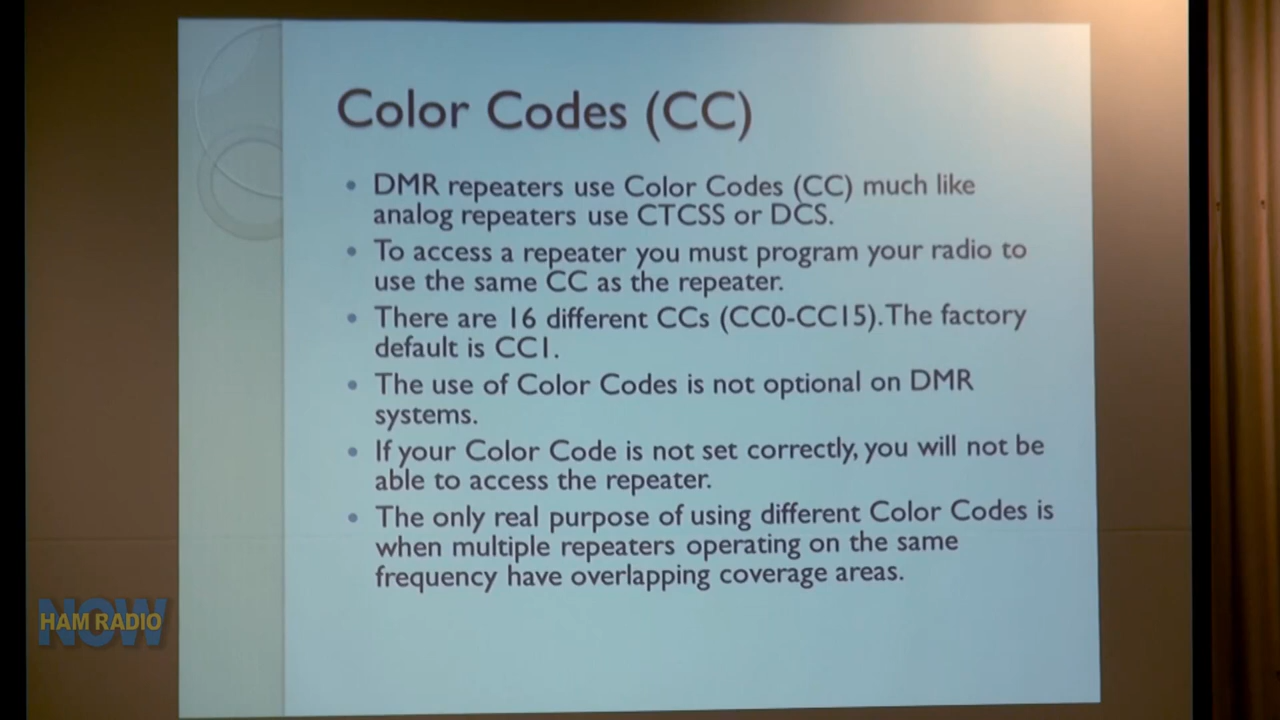 Color Codes (CC)
• DMR repeaters use Color Codes (CC) much like
analog repeaters use CTCSS or DCS.
• To access a repeater you must program your radio to
use the same CC as the repeater.
• There are 16 different CCs (CC0-CC15). The factory
default is CC1.
• The use of Color Codes is not optional on DMR
systems.
• If your Color Code is not set correctly, you will not be
able to access the repeater.
• The only real purpose of using different Color Codes is
when multiple repeaters operating on the same
frequency have overlapping coverage areas.
HAM RADIO
NOW